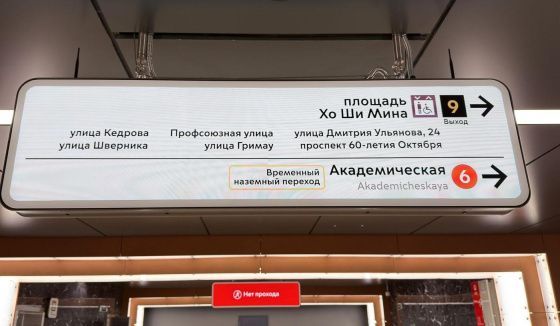 площадь
Хо Ши Мина
9
Выход
улица Кедрова Профсоюзная улица улица Дмитрия Ульянова, 24
улица Шверника улица Гримау проспект 60-летия Октября
Временный
наземный переход
Академическая
Akademicheskaya
6
Нет прохода